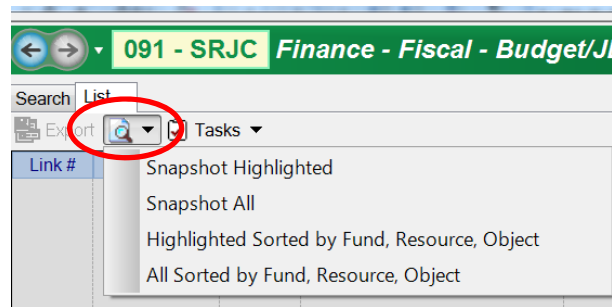 091 - SRJC Finance - Fiscal - Budget/J
Search List
Export Tasks
Link #
Snapshot Highlighted
Snapshot All
Highlighted Sorted by Fund, Resource, Object
All Sorted by Fund, Resource, Object